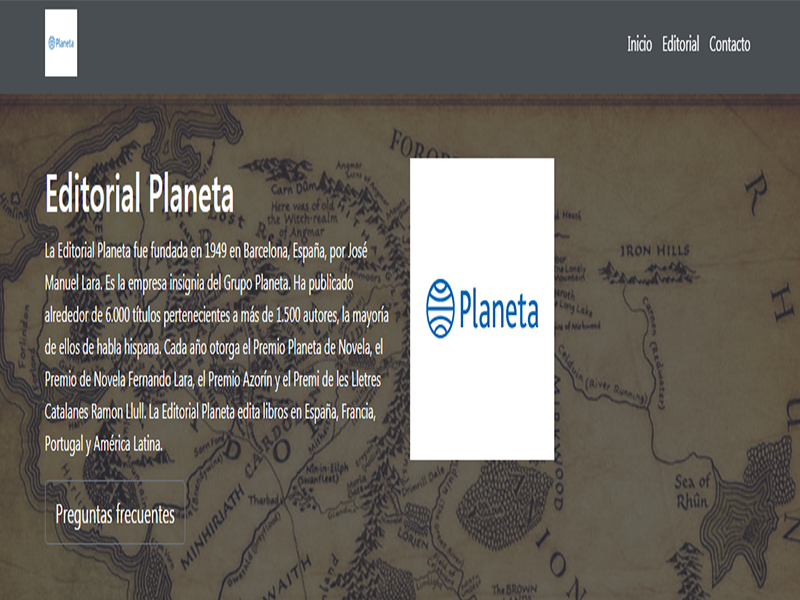 Planeta
Inicio Editorial Contacto
Editorial Planeta
La Editorial Planeta fue fundada en 1949 en Barcelona, España, por José
Manuel Lara. Es la empresa insignia del Grupo Planeta. Ha publicado
alrededor de 6.000 títulos pertenecientes a más de 1.500 autores, la mayoría
de ellos de habla hispana. Cada año otorga el Premio Planeta de Novela, el
Premio de Novela Fernando Lara, el Premio Azorín y el Premi de les Lletres
Catalanes Ramon Llull. La Editorial Planeta edita libros en España, Francia,
Portugal y América Latina.
Preguntas frecuentes
Planeta
Angmar
Carn Dûm
Here was of old
the Witch-realm
of Angmar
IRON HILLS
Celduin (River Running)
Sea of
Rhûn
MINHIRIATH
Tharbad
The BROWN
Forlindon